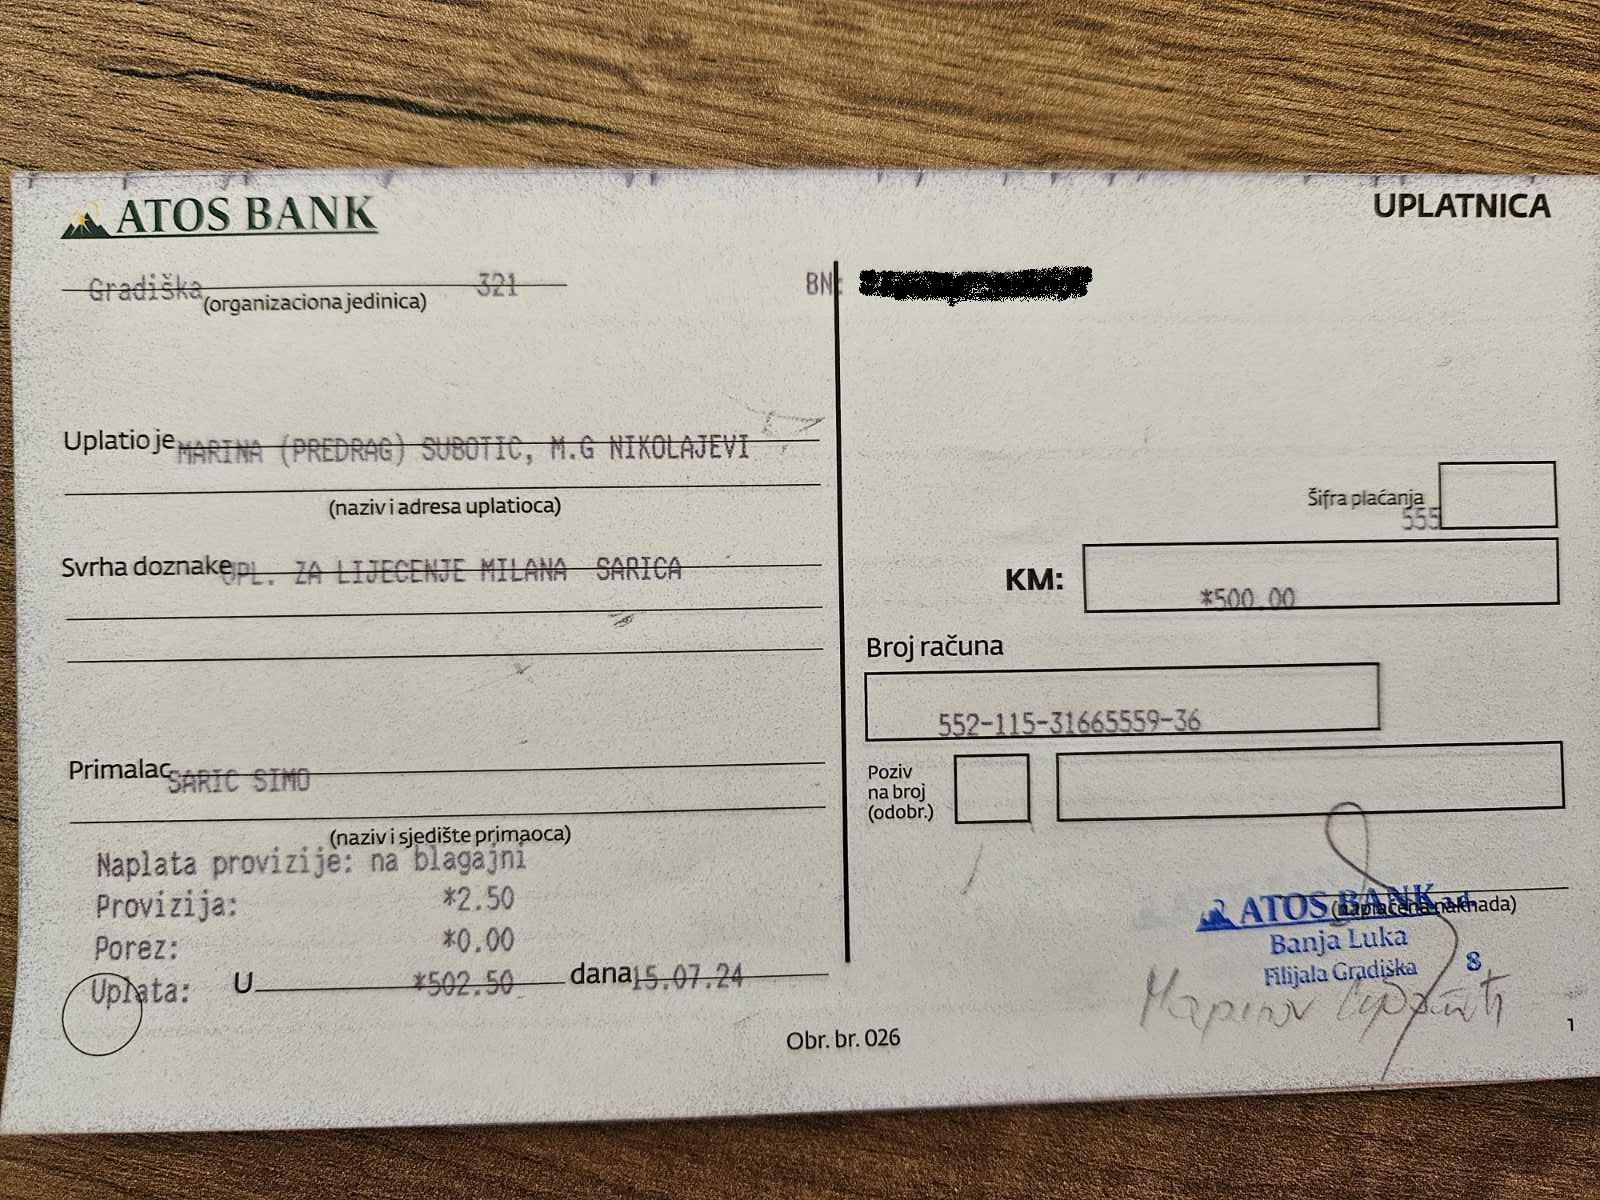 ATOS BANK
UPLATNICA
Gradiška 321
(organizaciona jedinica)
BN:
Uplatio je MARINA (PREDRAG) SUBOTIC, M.G NIKOLAJEVI
(naziv i adresa uplatioca)
Svrha doznake UPL. ZA LIJECENJE MILANA SARICA
Primalac SARIC SIMO
(naziv i sjedište primaoca)
Naplata provizije: na blagajni
Provizija: *2.50
Porez: *0.00
Uplata: U *502.50 dana 15.07.24
Šifra plaćanja
555
KM: *500.00
Broj računa
552-115-31665559-36
Poziv
na broj
(odobr.)
(naplaćena naknada)
ATOS BANK a.d.
Banja Luka
Filijala Gradiška 8
Obr. br. 026
1